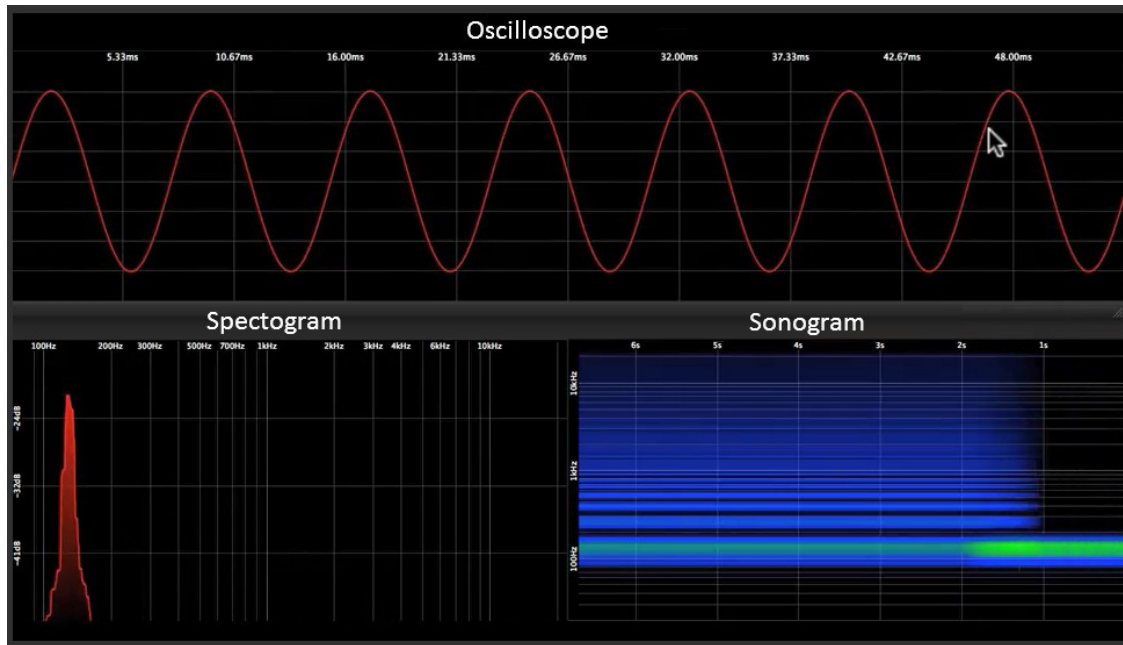 Oscilloscope
5.33ms 10.67ms 16.00ms 21.33ms 26.67ms 32.00ms 37.33ms 42.67ms 48.00ms
Spectogram
100Hz 200Hz 300Hz 500Hz 700Hz 1kHz 2kHz 3kHz 4kHz 6kHz 10kHz
-24dB
-32dB
-41dB
Sonogram
6s 5s 4s 3s 2s 1s
10kHz
1kHz
100Hz